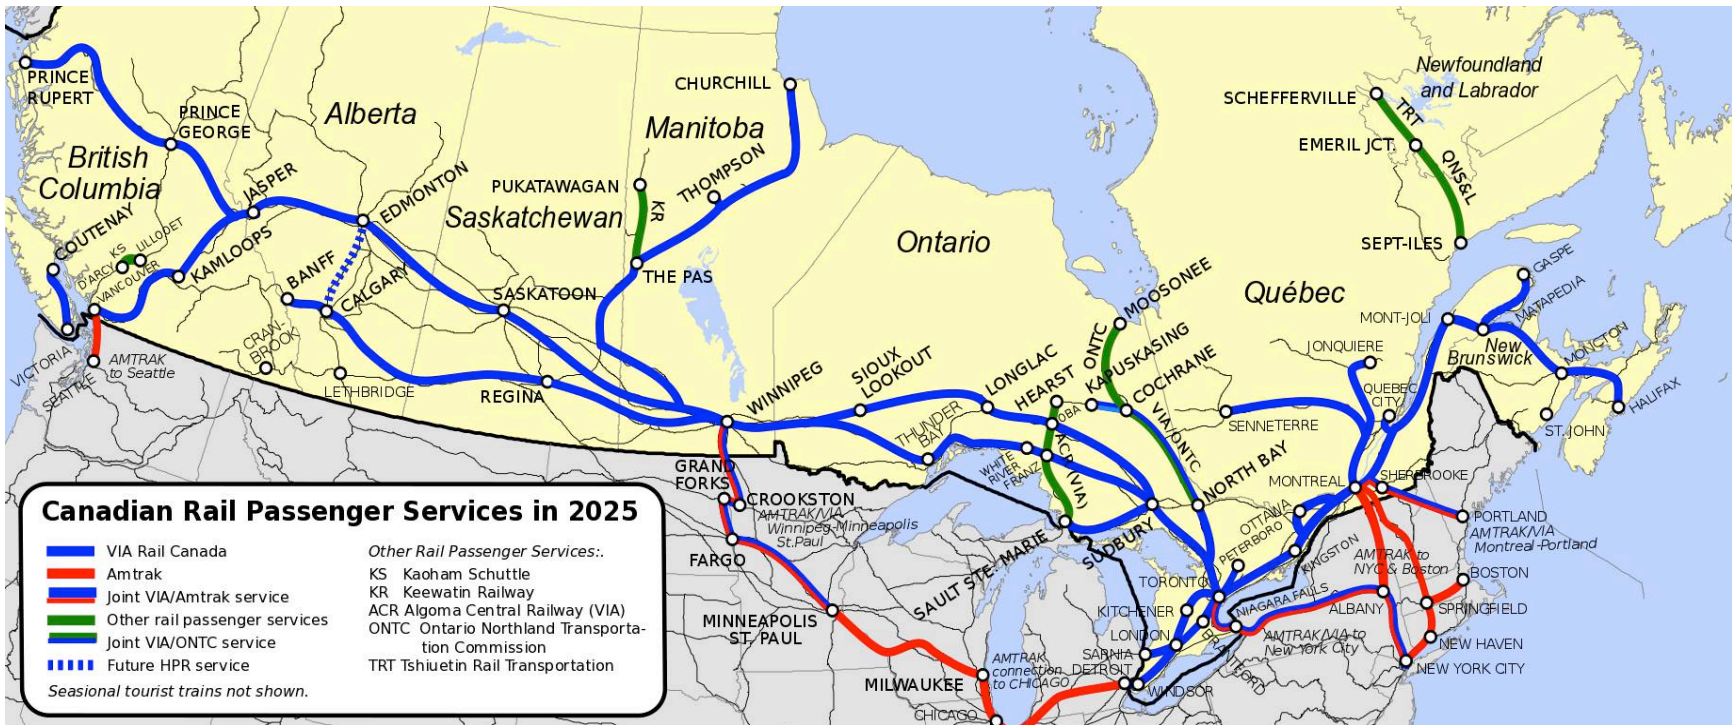 PRINCE
RUPERT
PRINCE
GEORGE
British
Columbia
Alberta
JASPER
EDMONTON
COUTENAY
KS
LILLOOET
D'ARCY
VANCOUVER
KAMLOOPS
BANFF
CALGARY
VICTORIA
SEATTLE
AMTRAK
to Seattle
CRAN-
BROOK
LETHBRIDGE
REGINA
SASKATOON
Saskatchewan
PUKATAWAGAN
KR
THE PAS
Manitoba
CHURCHILL
THOMPSON
WINNIPEG
Ontario
SIOUX
LOOKOUT
THUNDER
BAY
LONGLAC
HEARST
OBA
WHITE
RIVER
FRANZ
ACR (VIA)
ONTC
MOOSONEE
KAPUSKASING
COCHRANE
VIA/ONTC
NORTH BAY
SUDBURY
SAULT STE. MARIE
Québec
SENNETERRE
JONQUIERE
QUEBEC
CITY
MONT-JOLI
GASPE
MATAPEDIA
New
Brunswick
MONCTON
HALIFAX
ST. JOHN
Newfoundland
and Labrador
SCHEFFERVILLE
TRT
EMERIL JCT.
QNS&L
SEPT-ILES
MONTREAL
SHERBROOKE
OTTAWA
PETERBORO
KINGSTON
TORONTO
NIAGARA FALLS
KITCHENER
LONDON
BRENTFORD
SARNIA
DETROIT
WINDSOR
PORTLAND
AMTRAK/VIA
Montreal-Portland
AMTRAK to
NYC & Boston
BOSTON
ALBANY
SPRINGFIELD
NEW HAVEN
NEW YORK CITY
AMTRAK/VIA to
New York City
GRAND
FORKS
CROOKSTON
AMTRAK/VIA
Winnipeg-Minneapolis
St.Paul
FARGO
MINNEAPOLIS
ST. PAUL
MILWAUKEE
AMTRAK
connection
to CHICAGO
CHICAGO
Canadian Rail Passenger Services in 2025
VIA Rail Canada
Amtrak
Joint VIA/Amtrak service
Other rail passenger services
Joint VIA/ONTC service
Future HPR service
Seasonal tourist trains not shown.
Other Rail Passenger Services:.
KS Kaoham Schuttle
KR Keewatin Railway
ACR Algoma Central Railway (VIA)
ONTC Ontario Northland Transporta-
tion Commission
TRT Tshiuetin Rail Transportation